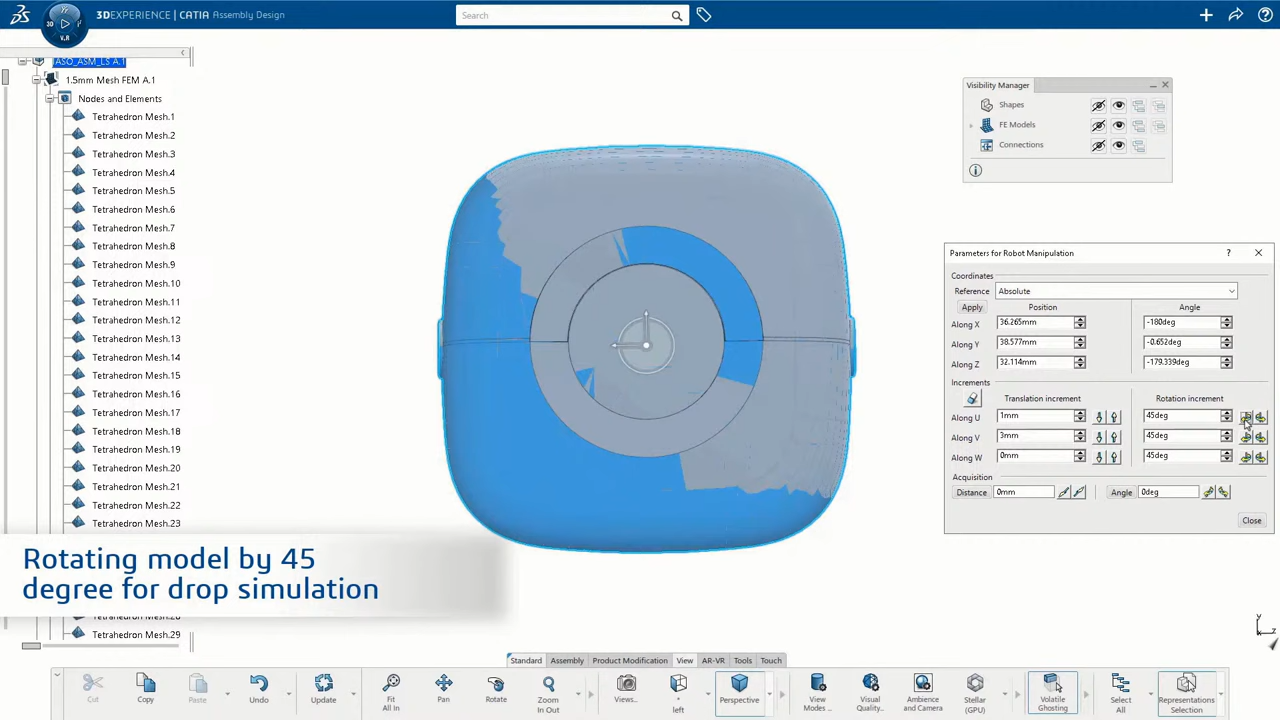 3DEXPERIENCE | CATIA Assembly Design
Search
3D
V.R
ASO_ASM_LS A.1
1.5mm Mesh FEM A.1
Nodes and Elements
Tetrahedron Mesh.1
Tetrahedron Mesh.2
Tetrahedron Mesh.3
Tetrahedron Mesh.4
Tetrahedron Mesh.5
Tetrahedron Mesh.6
Tetrahedron Mesh.7
Tetrahedron Mesh.8
Tetrahedron Mesh.9
Tetrahedron Mesh.10
Tetrahedron Mesh.11
Tetrahedron Mesh.12
Tetrahedron Mesh.13
Tetrahedron Mesh.14
Tetrahedron Mesh.15
Tetrahedron Mesh.16
Tetrahedron Mesh.17
Tetrahedron Mesh.18
Tetrahedron Mesh.19
Tetrahedron Mesh.20
Tetrahedron Mesh.21
Tetrahedron Mesh.22
Tetrahedron Mesh.23
Rotating model by 45
degree for drop simulation
Tetrahedron Mesh.28
Tetrahedron Mesh.29
Visibility Manager
Shapes
FE Models
Connections
Parameters for Robot Manipulation
Coordinates
Reference Absolute
Apply Position Angle
Along X 36.265mm -180deg
Along Y 38.577mm -0.652deg
Along Z 32.114mm -179.339deg
Increments
Translation increment Rotation increment
Along U 1mm 45deg
Along V 3mm 45deg
Along W 0mm 45deg
Acquisition
Distance 0mm Angle 0deg
Close
Y
Z
Standard Assembly Product Modification View AR-VR Tools Touch
Cut
Copy
Paste
Undo
Update
Fit
All In
Pan
Rotate
Zoom
In Out
Views...
left
Perspective
View
Modes ...
Visual
Quality...
Ambience
and Camera
Stellar
(GPU)
Volatile
Ghosting
Select
All
Representations
Selection